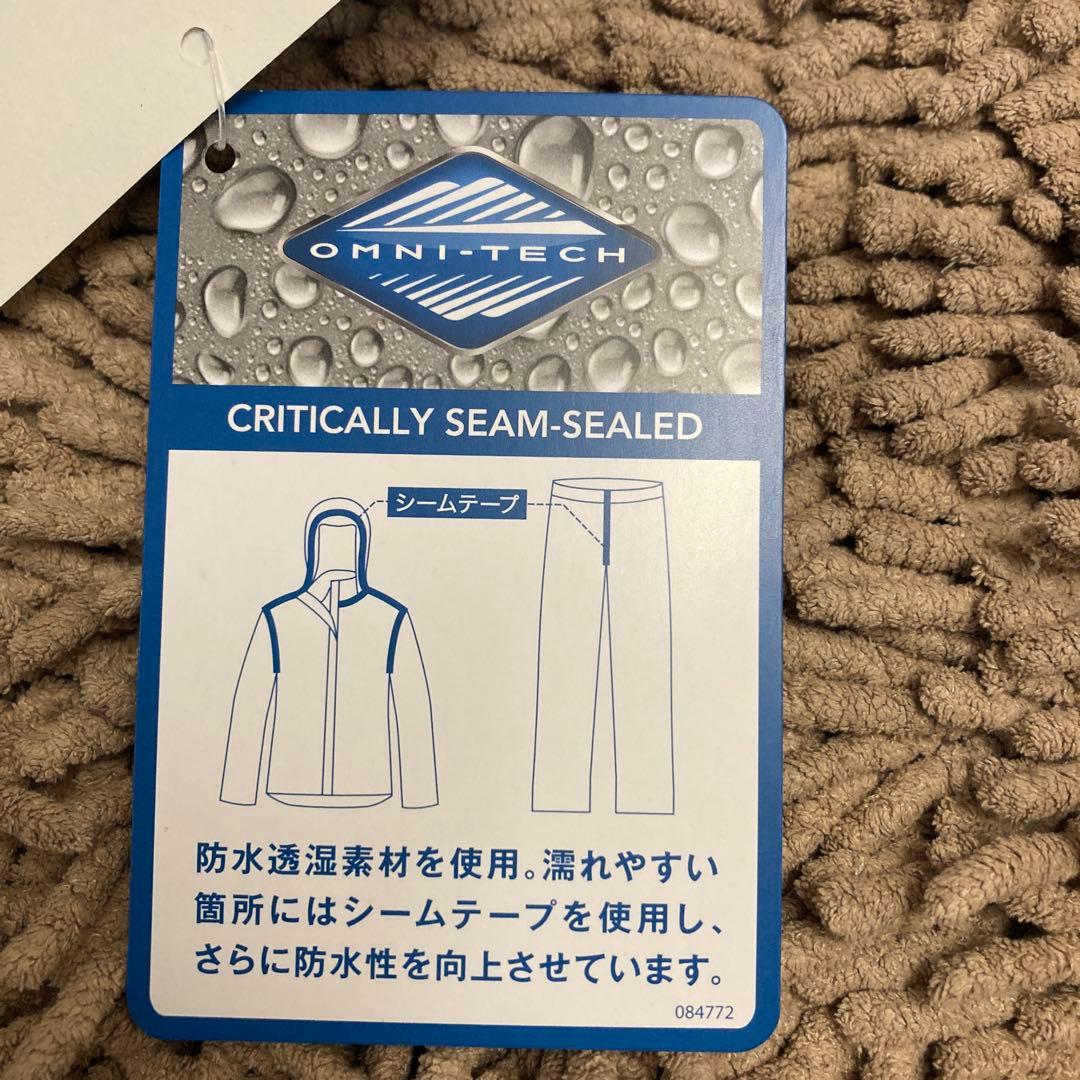 OMNI-TECH
CRITICALLY SEAM-SEALED
シームテープ
防水透湿素材を使用。濡れやすい
箇所にはシームテープを使用し、
さらに防水性を向上させています。
084772